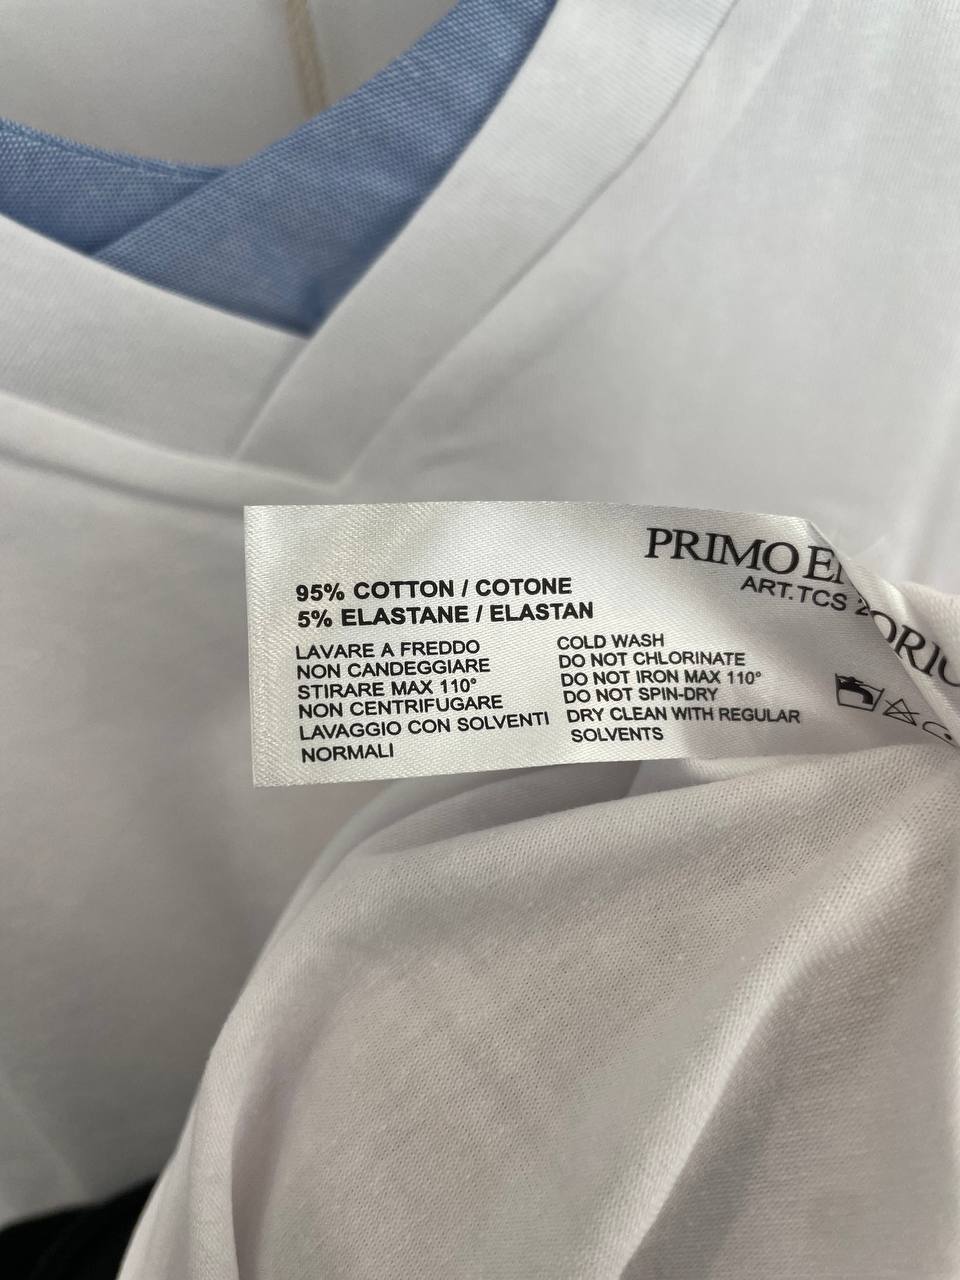 PRIMO
ART.TCS
95% COTTON / COTONE
5% ELASTANE / ELASTAN
LAVARE A FREDDO
NON CANDEGGIARE
STIRARE MAX 110°
NON CENTRIFUGARE
LAVAGGIO CON SOLVENTI
NORMALI
COLD WASH
DO NOT CHLORINATE
DO NOT IRON MAX 110°
DO NOT SPIN-DRY
DRY CLEAN WITH REGULAR
SOLVENTS